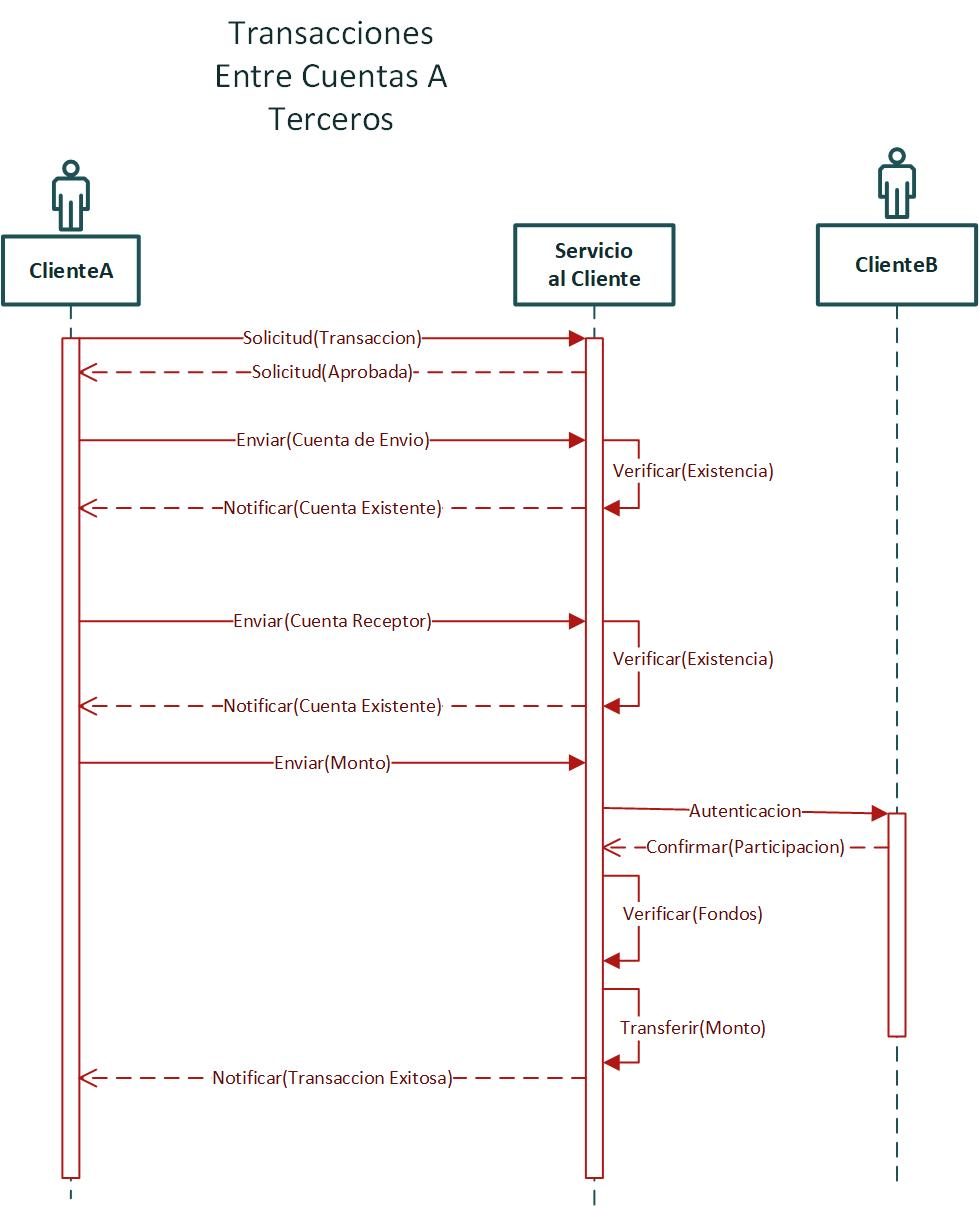 Transacciones
Entre Cuentas A
Terceros
ClienteA
Servicio
al Cliente
ClienteB
Solicitud(Transaccion)
Solicitud(Aprobada)
Enviar(Cuenta de Envio)
Verificar(Existencia)
Notificar(Cuenta Existente)
Enviar(Cuenta Receptor)
Verificar(Existencia)
Notificar(Cuenta Existente)
Enviar(Monto)
Autenticacion
Confirmar(Participacion)
Verificar(Fondos)
Transferir(Monto)
Notificar(Transaccion Exitosa)